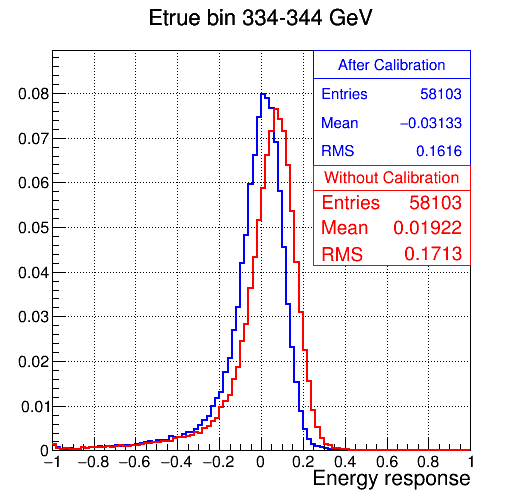 Etrue bin 334-344 GeV
After Calibration
Entries 58103
Mean −0.03133
RMS 0.1616
Without Calibration
Entries 58103
Mean 0.01922
RMS 0.1713
0.08
0.07
0.06
0.05
0.04
0.03
0.02
0.01
0
−1 −0.8 −0.6 −0.4 −0.2 0 0.2 0.4 0.6 0.8 1
Energy response